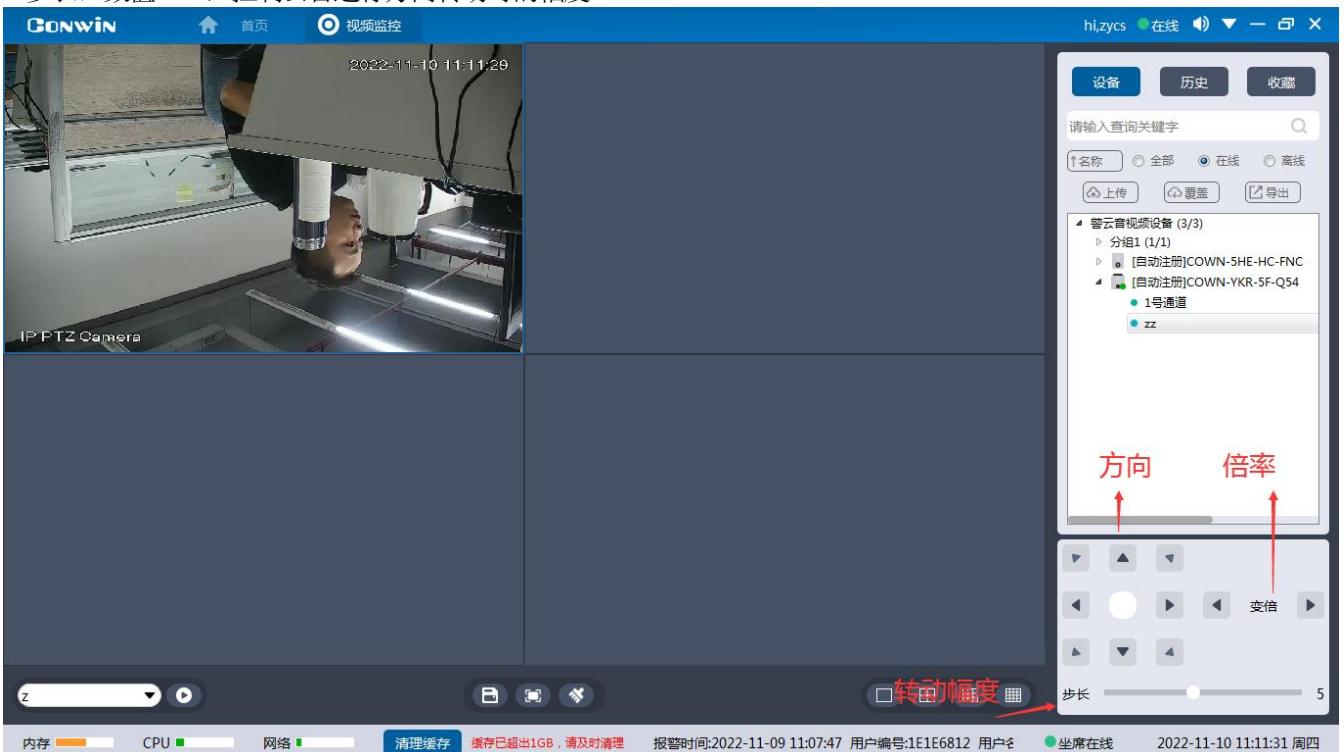 CONWIN 首页 视频监控 hi,zycs 在线
2022-11-10 11:11:29
IP PTZ Camera
设备 历史 收藏
请输入查询关键字
↑名称 全部 在线 离线
上传 覆盖 导出
警云音视频设备 (3/3)
分组1 (1/1)
[自动注册]COWN-5HE-HC-FNC
[自动注册]COWN-YKR-5F-Q54
1号通道
zz
方向 倍率
变倍
z
转动幅度
步长 5
内存 CPU 网络 清理缓存 缓存已超出1GB，请及时清理 报警时间:2022-11-09 11:07:47 用户编号:1E1E6812 用户名 坐席在线 2022-11-10 11:11:31 周四